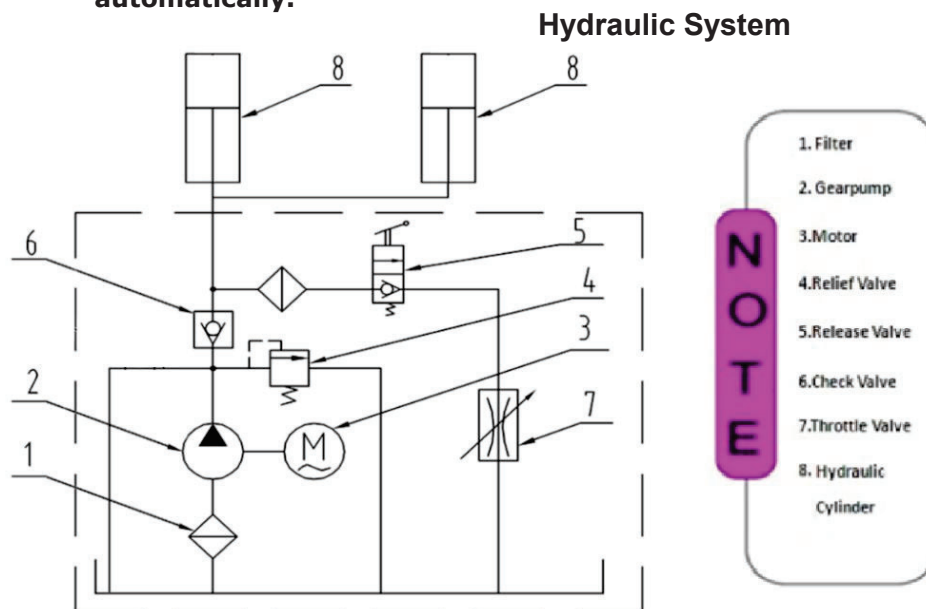 automatically.
Hydraulic System
8
8
6
5
4
3
2
1
7
M
NOTE
1. Filter
2. Gearpump
3.Motor
4.Relief Valve
5.Release Valve
6.Check Valve
7.Throttle Valve
8. Hydraulic
Cylinder